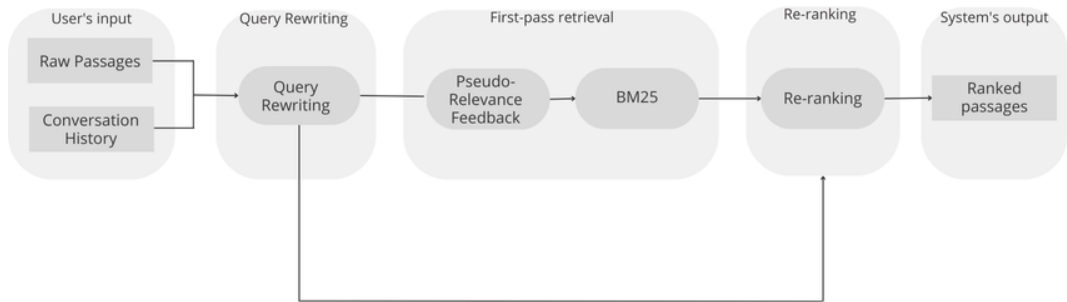 User's input
Raw Passages
Conversation
History
Query Rewriting
Query
Rewriting
First-pass retrieval
Pseudo-
Relevance
Feedback
BM25
Re-ranking
Re-ranking
System's output
Ranked
passages